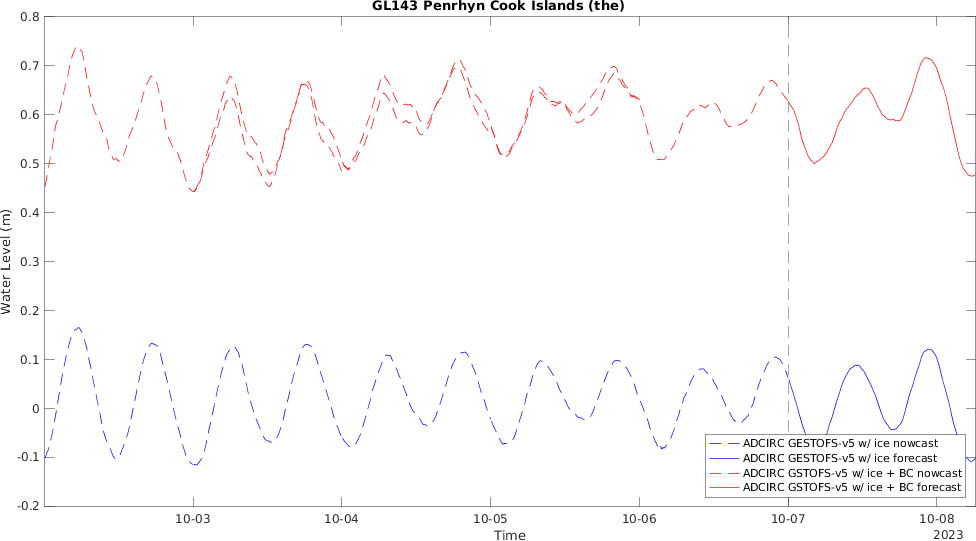 GL143 Penrhyn Cook Islands (the)
0.8
0.7
0.6
0.5
0.4
0.3
0.2
0.1
0
-0.1
-0.2
Water Level (m)
ADCIRC GESTOFS-v5 w/ ice nowcast
ADCIRC GESTOFS-v5 w/ ice forecast
ADCIRC GSTOFS-v5 w/ ice + BC nowcast
ADCIRC GSTOFS-v5 w/ ice + BC forecast
10-03 10-04 10-05 10-06 10-07 10-08
Time
2023